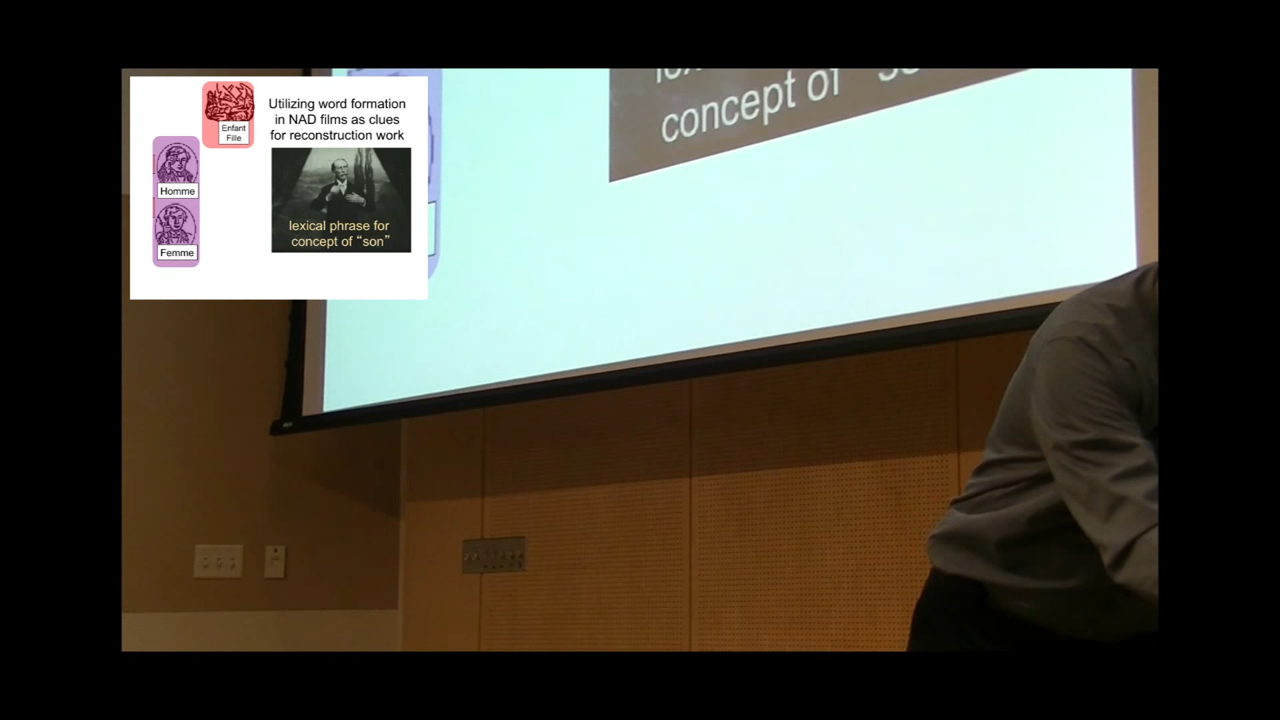 Enfant
Fille
Homme
Femme
Utilizing word formation
in NAD films as clues
for reconstruction work
lexical phrase for
concept of “son”
concept of “